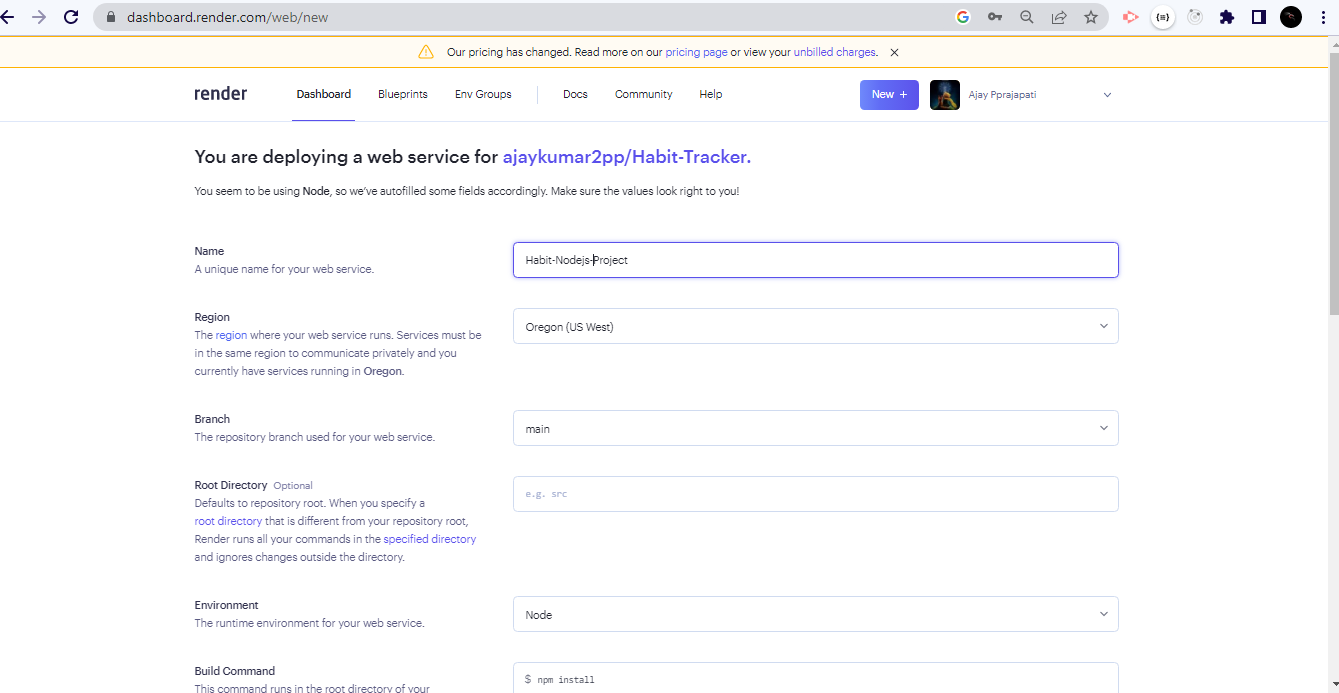 dashboard.render.com/web/new
Our pricing has changed. Read more on our pricing page or view your unbilled charges.
render Dashboard Blueprints Env Groups Docs Community Help New + Ajay Pprajapati
You are deploying a web service for ajaykumar2pp/Habit-Tracker.
You seem to be using Node, so we've autofilled some fields accordingly. Make sure the values look right to you!
Name
A unique name for your web service.
Habit-Nodejs-Project
Region
The region where your web service runs. Services must be
in the same region to communicate privately and you
currently have services running in Oregon.
Oregon (US West)
Branch
The repository branch used for your web service.
main
Root Directory Optional
Defaults to repository root. When you specify a
root directory that is different from your repository root,
Render runs all your commands in the specified directory
and ignores changes outside the directory.
e.g. src
Environment
The runtime environment for your web service.
Node
Build Command
This command runs in the root directory of your
$ npm install